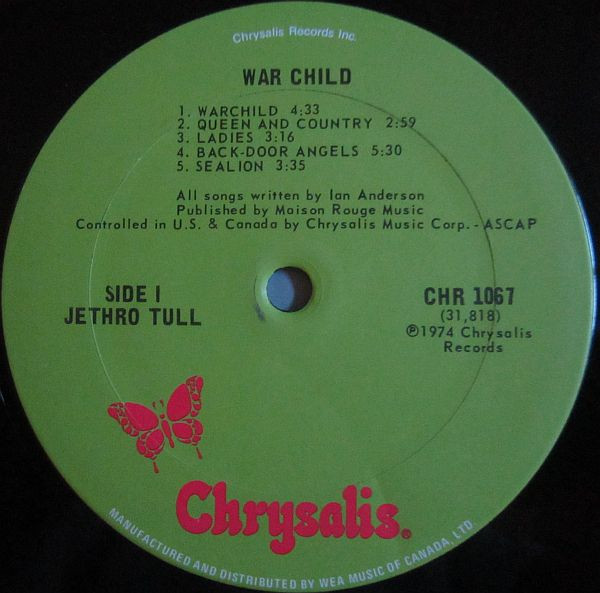 Chrysalis Records Inc.
WAR CHILD
1. WARCHILD 4:33
2. QUEEN AND COUNTRY 2:59
3. LADIES 3:16
4. BACK-DOOR ANGELS 5:30
5. SEALION 3:35
All songs written by Ian Anderson
Published by Maison Rouge Music
Controlled in U.S. & Canada by Chrysalis Music Corp. - ASCAP
SIDE I
JETHRO TULL
CHR 1067
(31,818)
℗1974 Chrysalis
Records
Chrysalis®
MANUFACTURED AND DISTRIBUTED BY WEA MUSIC OF CANADA, LTD.